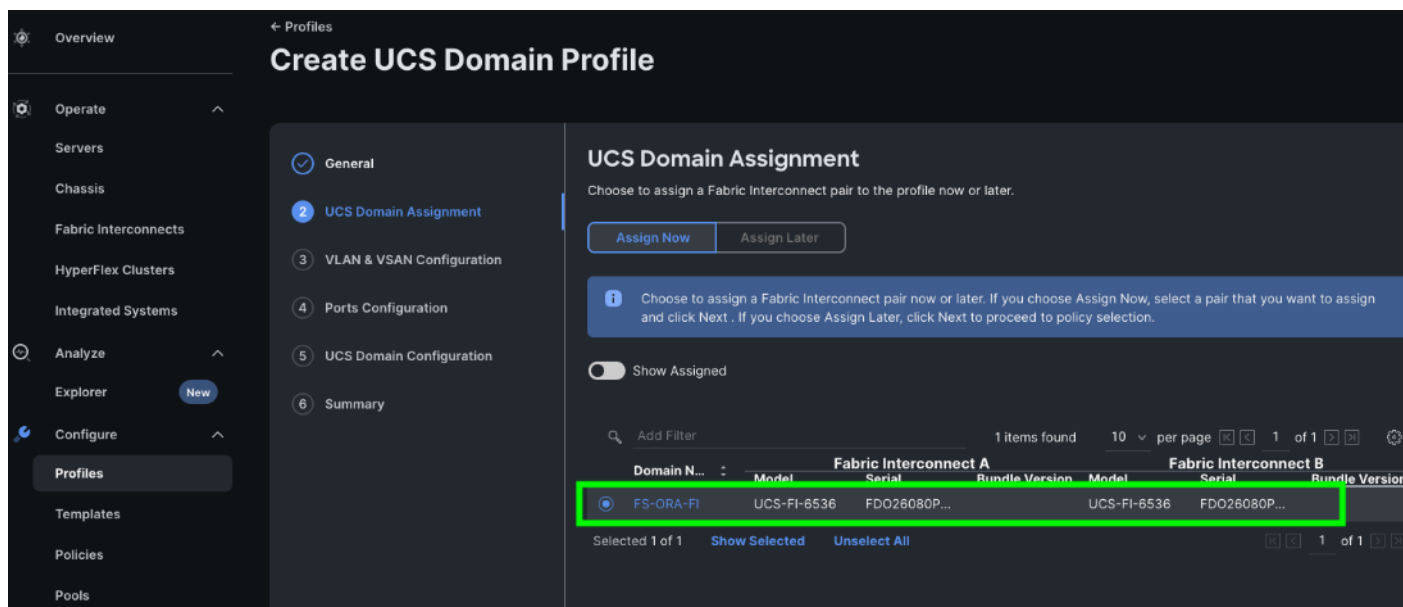 Overview
Operate
Servers
Chassis
Fabric Interconnects
HyperFlex Clusters
Integrated Systems
Analyze
Explorer New
Configure
Profiles
Templates
Policies
Pools
← Profiles
Create UCS Domain Profile
General
2 UCS Domain Assignment
3 VLAN & VSAN Configuration
4 Ports Configuration
5 UCS Domain Configuration
6 Summary
UCS Domain Assignment
Choose to assign a Fabric Interconnect pair to the profile now or later.
Assign Now Assign Later
Choose to assign a Fabric Interconnect pair now or later. If you choose Assign Now, select a pair that you want to assign
and click Next . If you choose Assign Later, click Next to proceed to policy selection.
Show Assigned
Add Filter 1 items found 10 per page 1 of 1
Fabric Interconnect A Fabric Interconnect B
Domain N... Model Serial Bundle Version Model Serial Bundle Version
FS-ORA-FI UCS-FI-6536 FDO26080P... UCS-FI-6536 FDO26080P...
Selected 1 of 1 Show Selected Unselect All 1 of 1